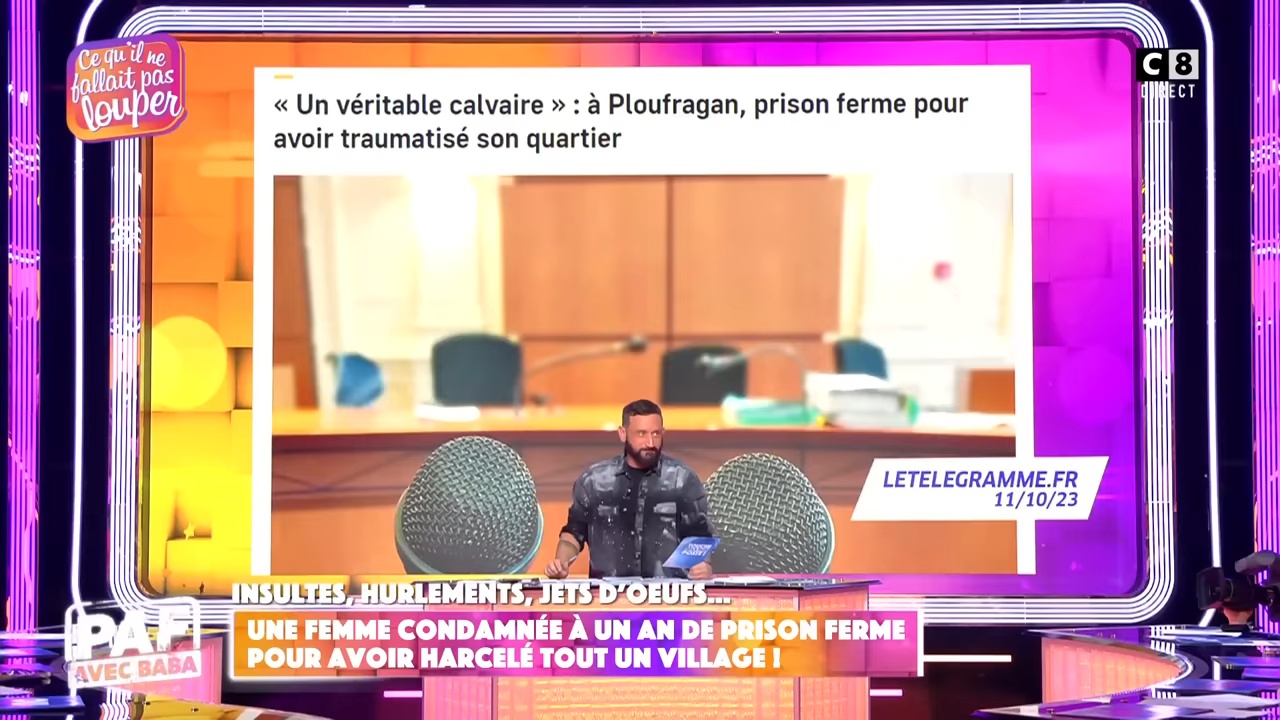 Ce qu'il ne
fallait pas
louper
C8
DIRECT
« Un véritable calvaire » : à Ploufragan, prison ferme pour
avoir traumatisé son quartier
LETELEGRAMME.FR
11/10/23
INSULTES, HURLEMENTS, JETS D'OEUFS...
PAF
AVEC BABA
UNE FEMME CONDAMNÉE À UN AN DE PRISON FERME
POUR AVOIR HARCELÉ TOUT UN VILLAGE !